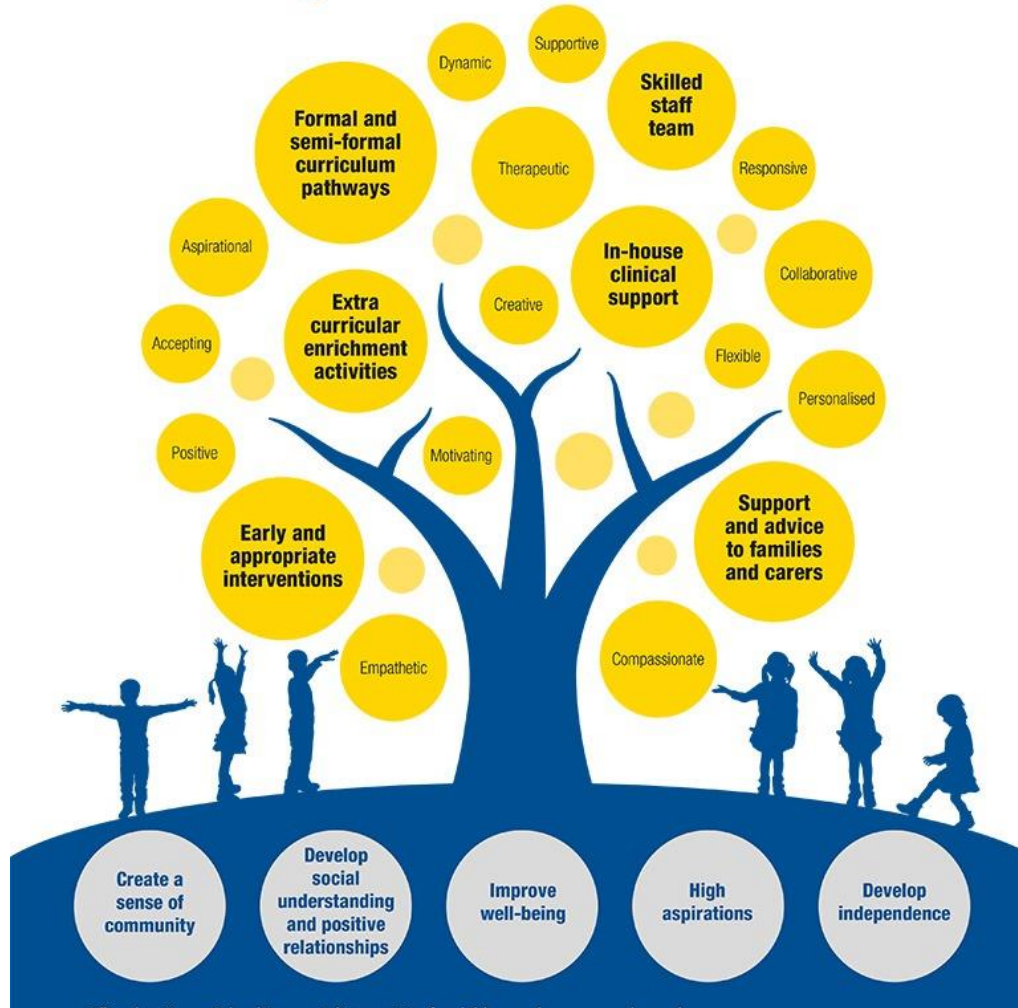 Supportive
Dynamic
Skilled
staff
team
Formal and
semi-formal
curriculum
pathways
Therapeutic
Responsive
Aspirational
In-house
clinical
support
Collaborative
Extra
curricular
enrichment
activities
Creative
Accepting
Flexible
Personalised
Positive
Motivating
Early and
appropriate
interventions
Support
and advice
to families
and carers
Empathetic
Compassionate
Create a
sense of
community
Develop
social
understanding
and positive
relationships
Improve
well-being
High
aspirations
Develop
independence